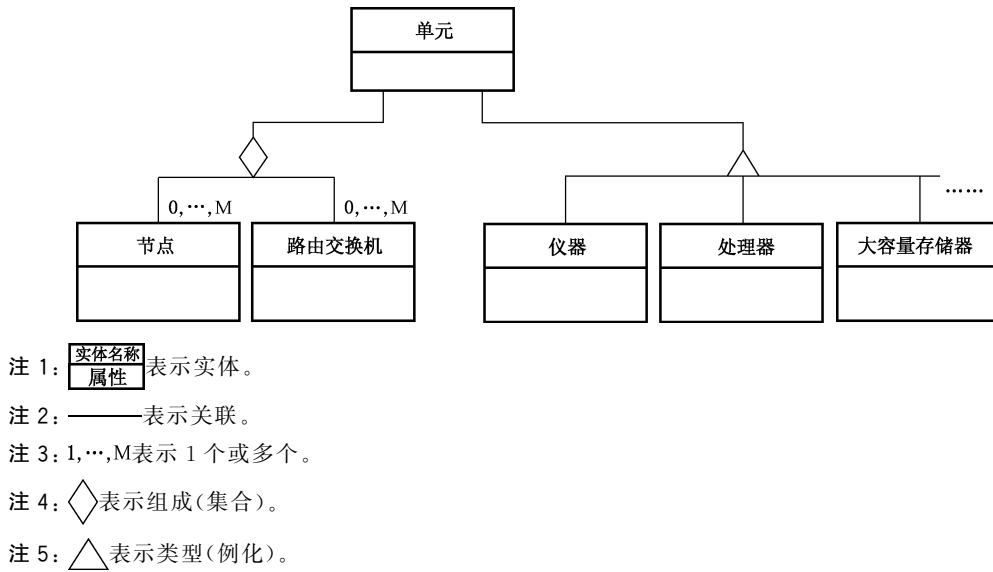 单元
0,…,M
0,…,M
……
节点
路由交换机
仪器
处理器
大容量存储器
注 1: 实体名称 属性 表示实体。
注 2: 表示关联。
注 3: 1,…,M表示 1 个或多个。
注 4: 表示组成(集合)。
注 5: 表示类型(例化)。